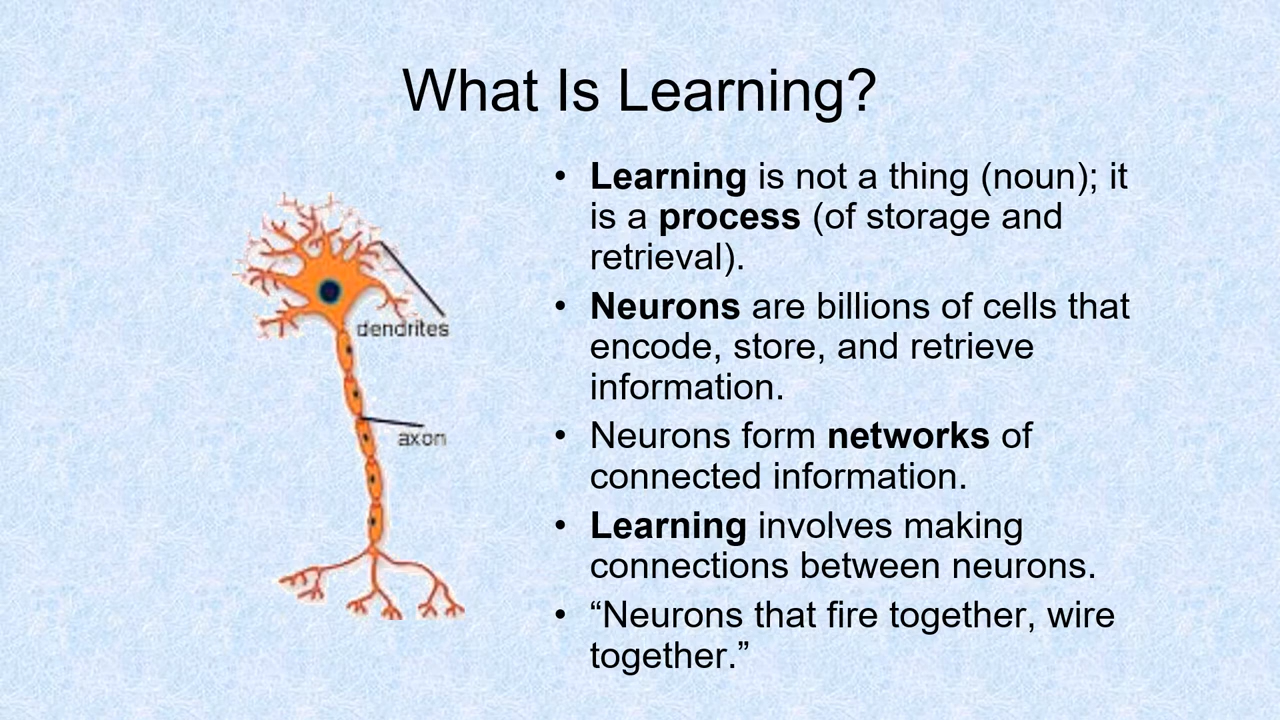 What Is Learning?
dendrites
axon
• Learning is not a thing (noun); it
is a process (of storage and
retrieval).
• Neurons are billions of cells that
encode, store, and retrieve
information.
• Neurons form networks of
connected information.
• Learning involves making
connections between neurons.
• “Neurons that fire together, wire
together.”